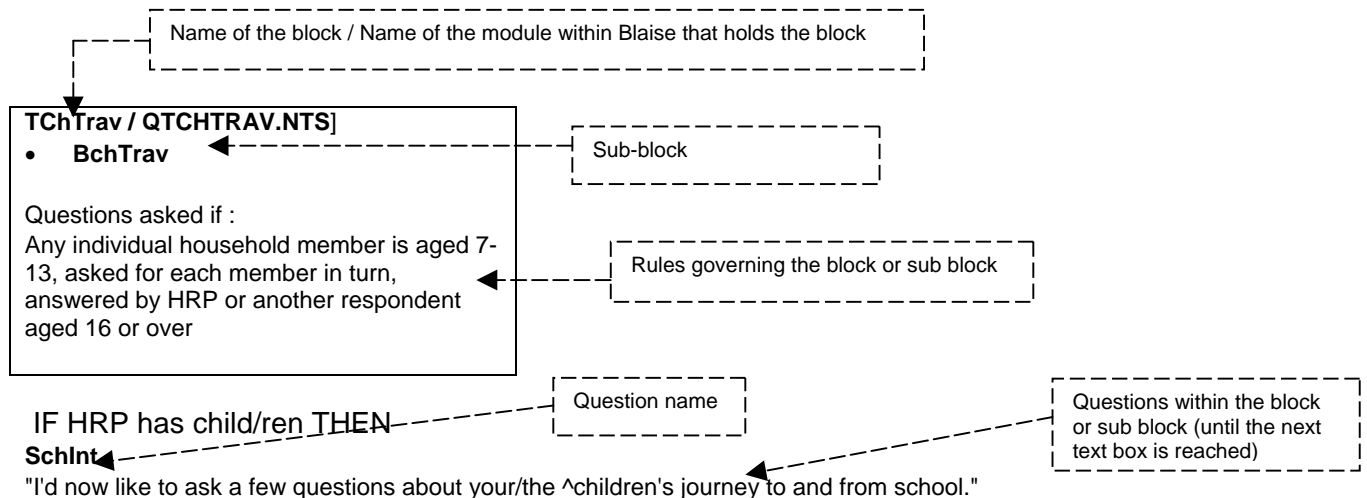 Name of the block / Name of the module within Blaise that holds the block
TChTrav / QTCHTRAV.NTS]
• BchTrav
Sub-block
Questions asked if :
Any individual household member is aged 7-
13, asked for each member in turn,
answered by HRP or another respondent
aged 16 or over
Rules governing the block or sub block
Question name
Questions within the block
or sub block (until the next
text box is reached)
IF HRP has child/ren THEN
SchInt
"I'd now like to ask a few questions about your/the ^children's journey to and from school."